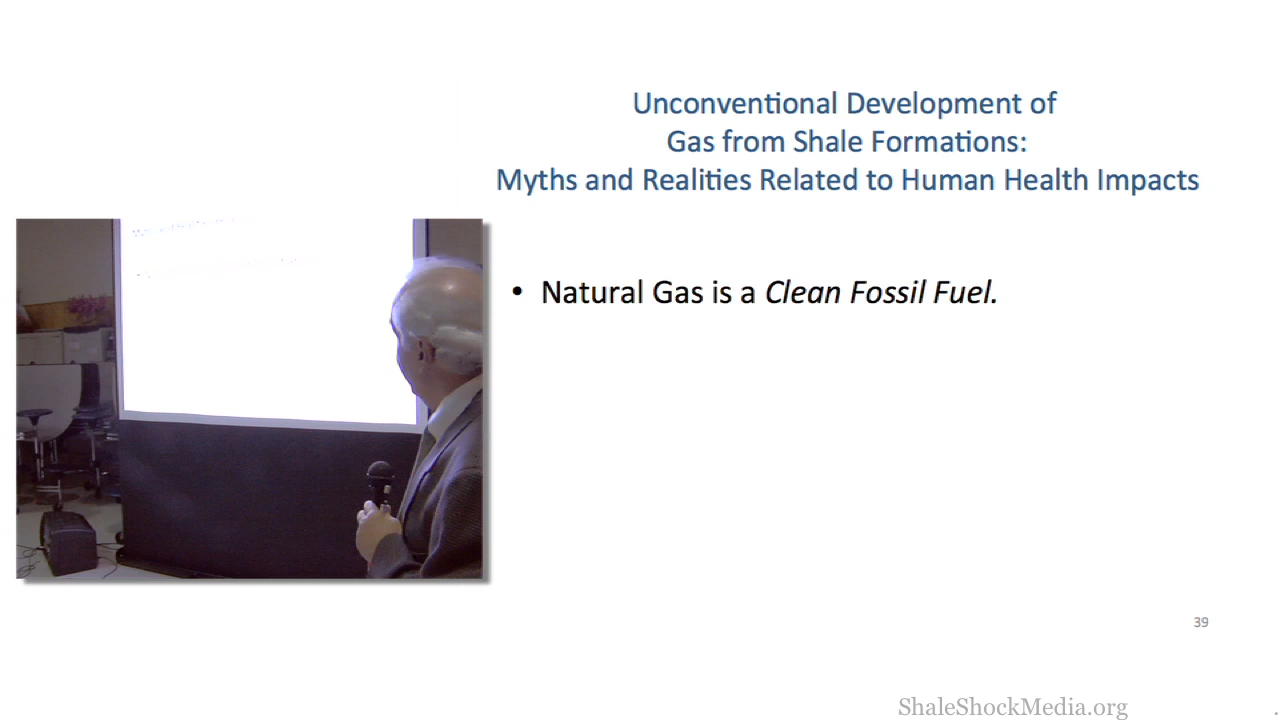 Unconventional Development of
Gas from Shale Formations:
Myths and Realities Related to Human Health Impacts
• Natural Gas is a Clean Fossil Fuel.
39
ShaleShockMedia.org